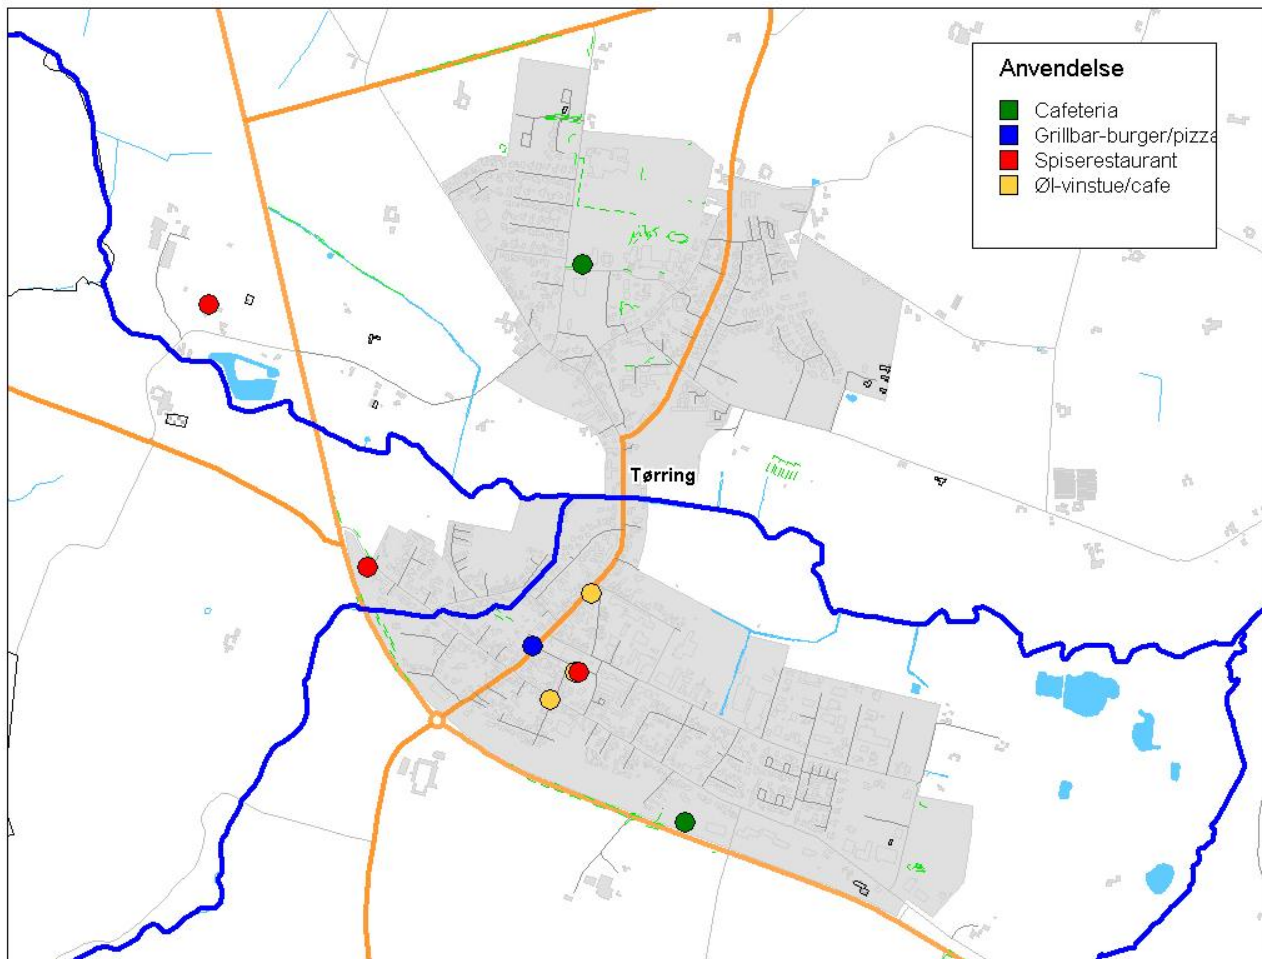 Anvendelse
Cafeteria
Grillbar-burger/pizza
Spiserestaurant
Øl-vinstue/cafe
Tørring